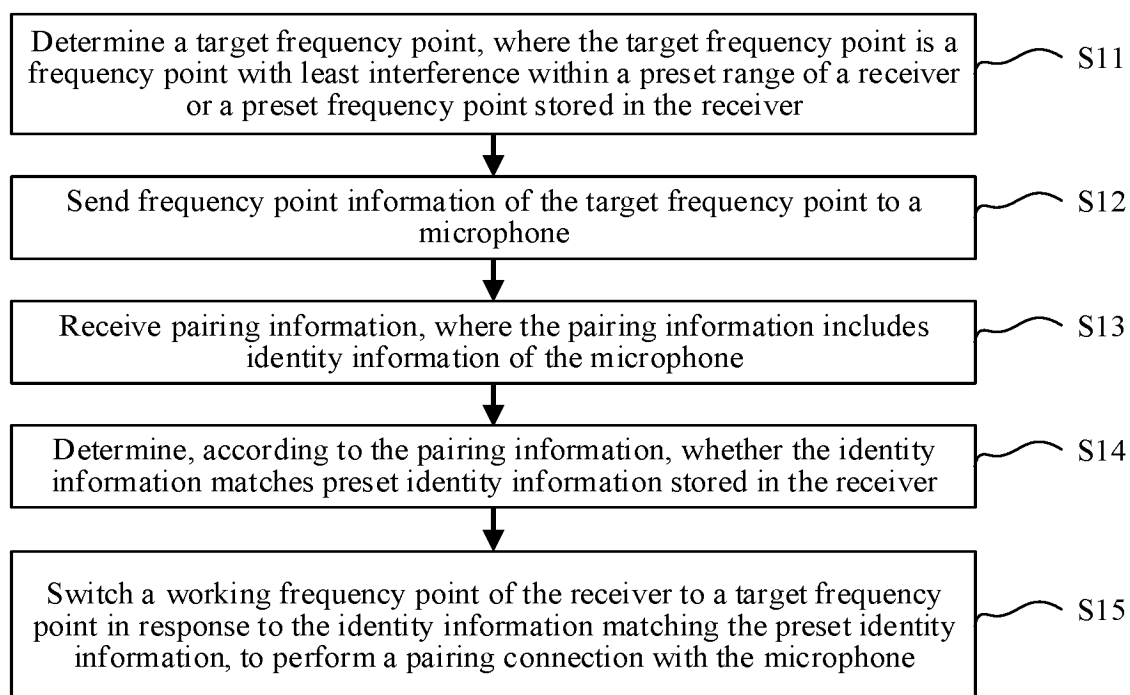 Determine a target frequency point, where the target frequency point is a
frequency point with least interference within a preset range of a receiver
or a preset frequency point stored in the receiver
S11
Send frequency point information of the target frequency point to a
microphone
S12
Receive pairing information, where the pairing information includes
identity information of the microphone
S13
Determine, according to the pairing information, whether the identity
information matches preset identity information stored in the receiver
S14
Switch a working frequency point of the receiver to a target frequency
point in response to the identity information matching the preset identity
information, to perform a pairing connection with the microphone
S15